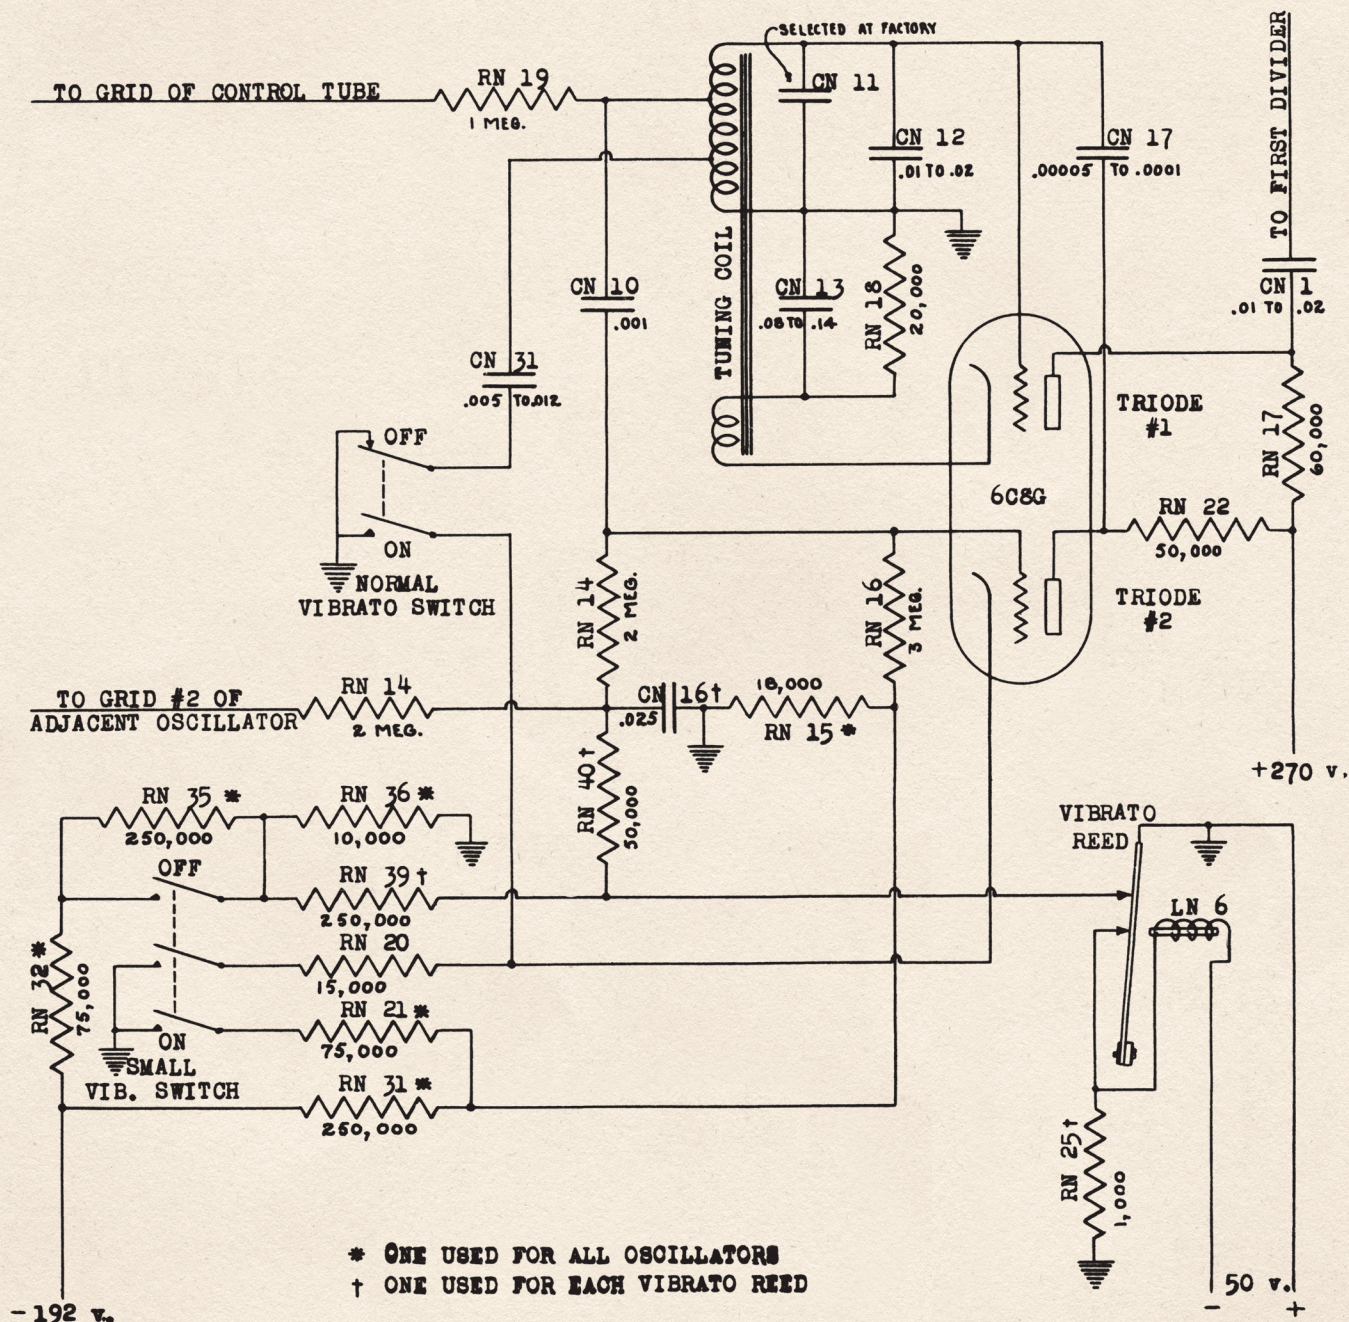 SELECTED AT FACTORY
TO FIRST DIVIDER
RN 19
TO GRID OF CONTROL TUBE
1 MEG.
CN 11
CN 12
.01 TO .02
CN 17
.00005 TO .0001
TUNING COIL
CN 10
.001
CN 13
.08 TO .14
RN 18
20,000
CN 1
.01 TO .02
CN 31
.005 TO.012
TRIODE
#1
RN 17
60,000
OFF
6C8G
RN 22
50,000
ON
NORMAL
VIBRATO SWITCH
RN 14
2 MEG.
RN 16
3 MEG.
TRIODE
#2
TO GRID #2 OF
ADJACENT OSCILLATOR
RN 14
2 MEG.
CN 16†
.025
18,000
RN 15 *
+270 v.
RN 40†
50,000
RN 35 *
250,000
RN 36 *
10,000
VIBRATO
REED
OFF
RN 39†
250,000
LN 6
RN 20
15,000
RN 32*
75,000
RN 21*
75,000
ON
SMALL
VIB. SWITCH
RN 31*
250,000
RN 25†
1,000
* ONE USED FOR ALL OSCILLATORS
† ONE USED FOR EACH VIBRATO REED
50 v.
- +
-192 v.